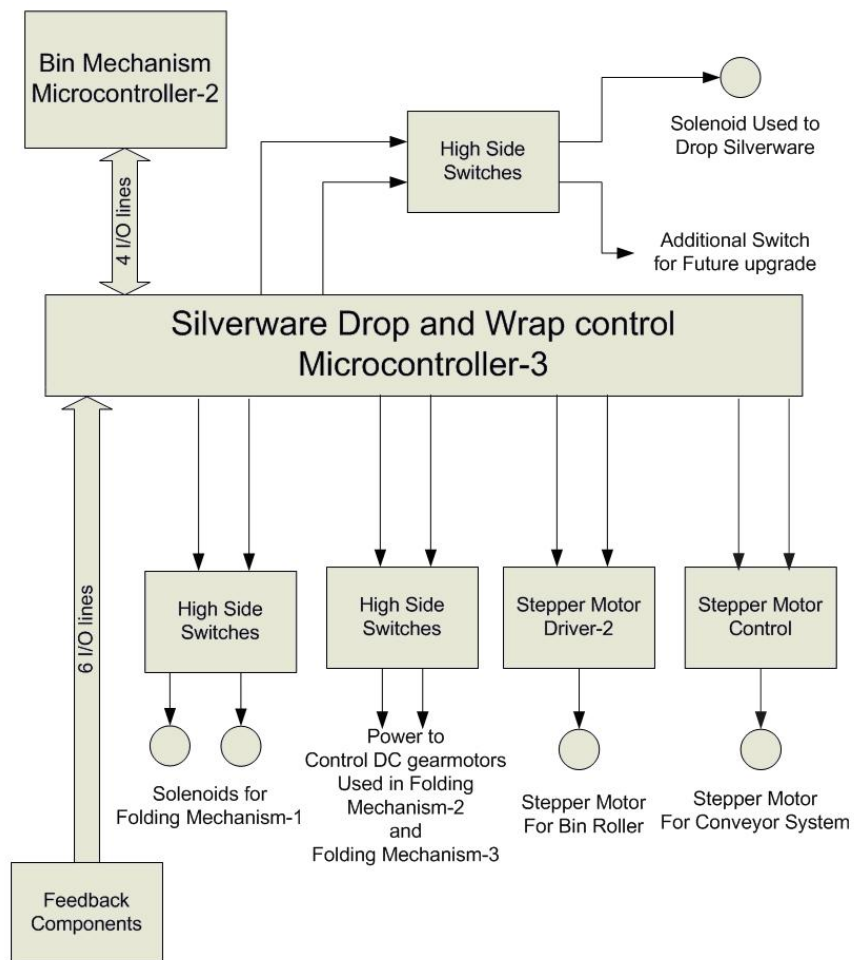 Bin Mechanism
Microcontroller-2
Solenoid Used to
Drop Silverware
High Side
Switches
4 I/O lines
Additional Switch
for Future upgrade
Silverware Drop and Wrap control
Microcontroller-3
6 I/O lines
High Side
Switches
High Side
Switches
Stepper Motor
Driver-2
Stepper Motor
Control
Solenoids for
Folding Mechanism-1
Power to
Control DC gearmotors
Used in Folding
Mechanism-2
and
Folding Mechanism-3
Stepper Motor
For Bin Roller
Stepper Motor
For Conveyor System
Feedback
Components